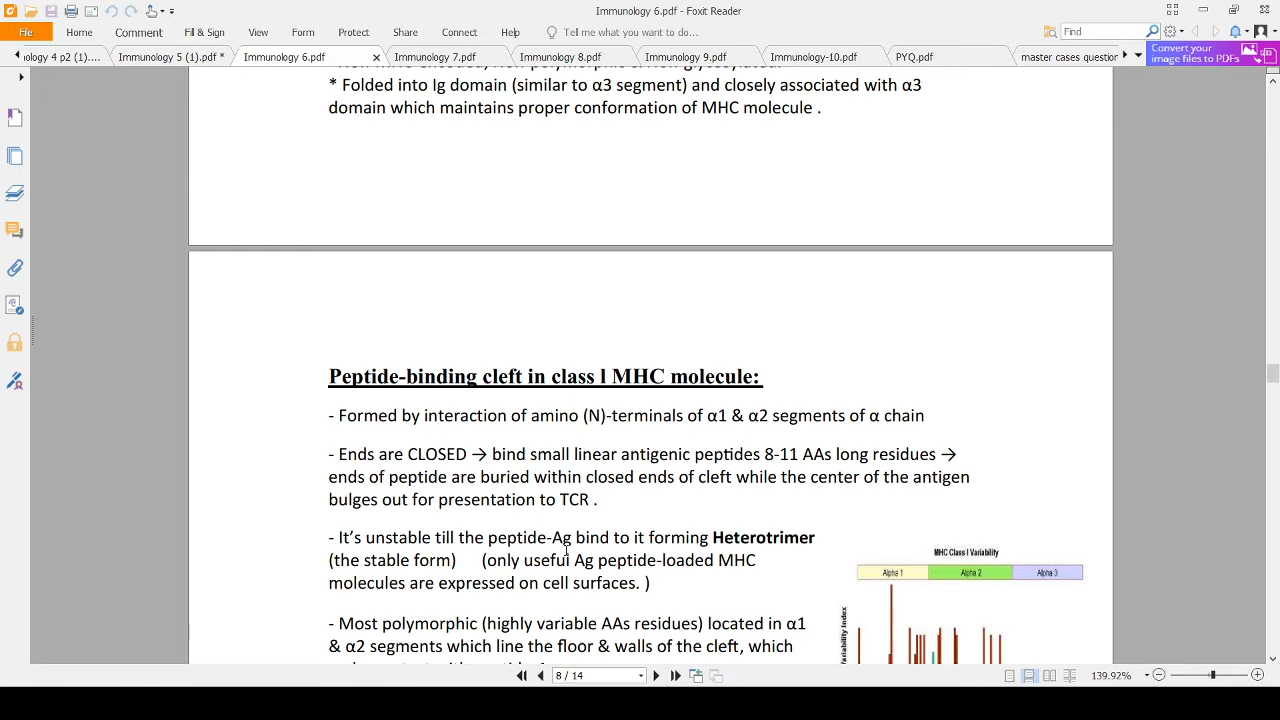 Immunology 6.pdf - Foxit Reader
File Home Comment Fill & Sign View Form Protect Share Connect Help Tell me what you want to do... Find
ology 4 p2 (1).... Immunology 5 (1).pdf * Immunology 6.pdf Immunology 7.pdf Immunology 8.pdf Immunology 9.pdf Immunology-10.pdf PYQ.pdf master cases question
Convert your
image files to PDFs
* Folded into Ig domain (similar to α3 segment) and closely associated with α3
domain which maintains proper conformation of MHC molecule .
Peptide-binding cleft in class l MHC molecule:
- Formed by interaction of amino (N)-terminals of α1 & α2 segments of α chain
- Ends are CLOSED → bind small linear antigenic peptides 8-11 AAs long residues →
ends of peptide are buried within closed ends of cleft while the center of the antigen
bulges out for presentation to TCR .
- It’s unstable till the peptide-Ag bind to it forming Heterotrimer
(the stable form) (only useful Ag peptide-loaded MHC
molecules are expressed on cell surfaces. )
- Most polymorphic (highly variable AAs residues) located in α1
& α2 segments which line the floor & walls of the cleft, which
MHC Class I Variability
Alpha 1 Alpha 2 Alpha 3
Variability Index
8 / 14
139.92%